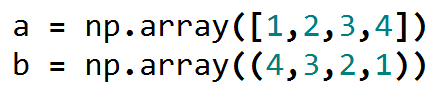 a = np.array([1,2,3,4])
b = np.array((4,3,2,1))